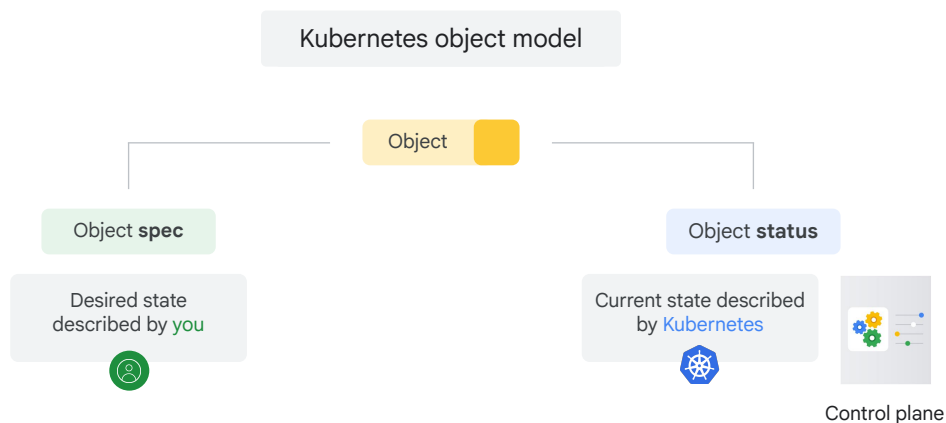 Kubernetes object model
Object
Object spec
Object status
Desired state
described by you
Current state described
by Kubernetes
Control plane